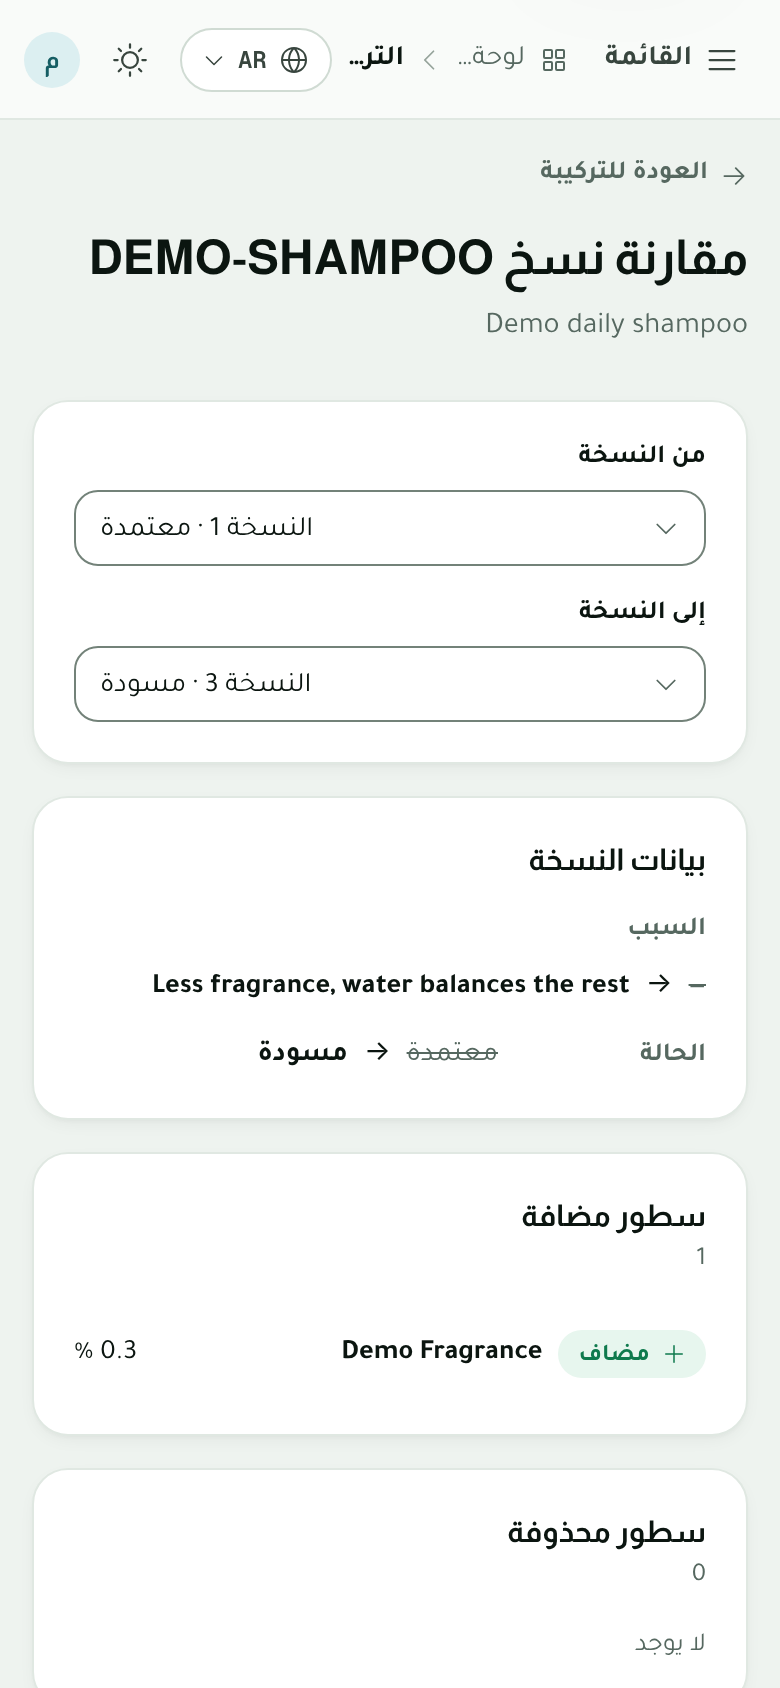 القائمة لوحة... التر... AR م
العودة للتركيبة
مقارنة نسخ DEMO-SHAMPOO
Demo daily shampoo
من النسخة
النسخة 1 · معتمدة
إلى النسخة
النسخة 3 · مسودة
بيانات النسخة
السبب
— → Less fragrance, water balances the rest
الحالة معتمدة → مسودة
سطور مضافة
1
+ مضاف Demo Fragrance 0.3 %
سطور محذوفة
0
لا يوجد